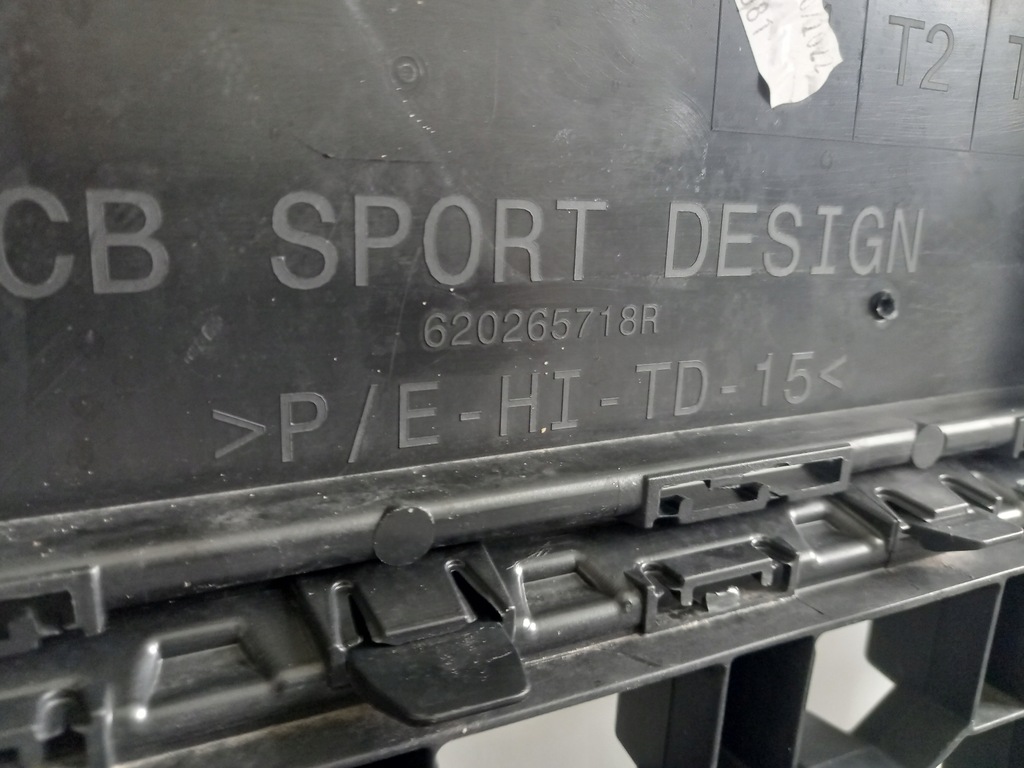 T2
CB SPORT DESIGN
620265718R
>P/E-HI-TD-15<